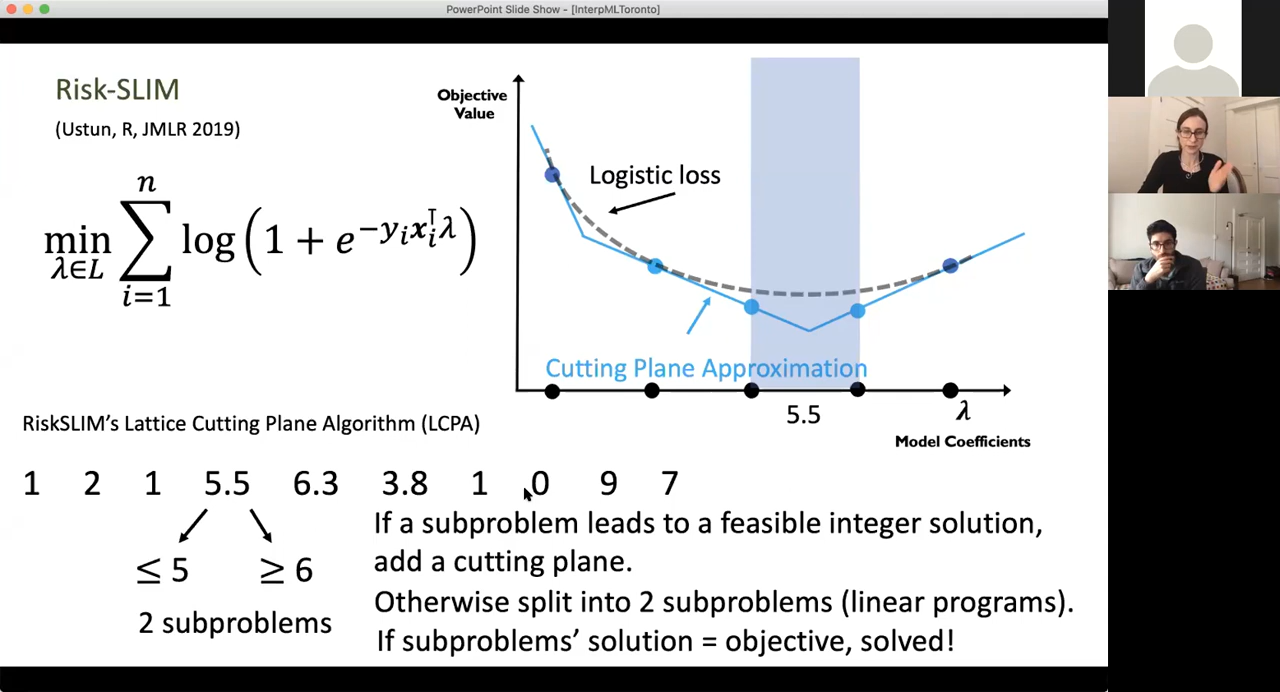 PowerPoint Slide Show - [InterpMLToronto]
Risk-SLIM
(Ustun, R, JMLR 2019)
min λ∈L ∑ i=1 n log(1 + e^{-y_i x_i^⊤ λ})
Objective
Value
Logistic loss
Cutting Plane Approximation
5.5
λ
Model Coefficients
RiskSLIM's Lattice Cutting Plane Algorithm (LCPA)
1 2 1 5.5 6.3 3.8 1 0 9 7
≤ 5 ≥ 6
2 subproblems
If a subproblem leads to a feasible integer solution,
add a cutting plane.
Otherwise split into 2 subproblems (linear programs).
If subproblems' solution = objective, solved!